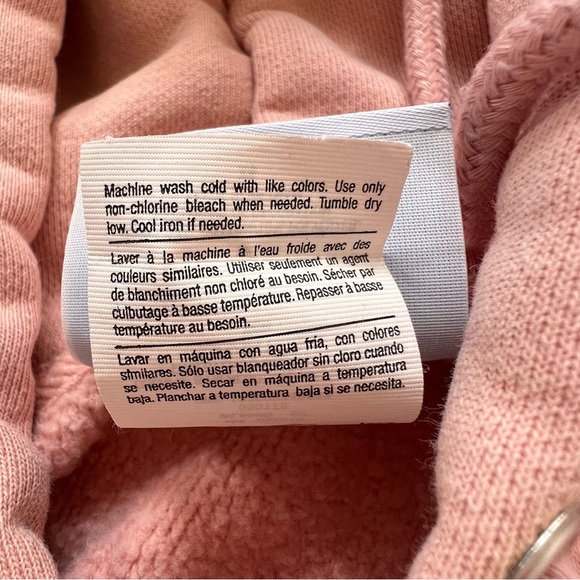 Machine wash cold with like colors. Use only
non-chlorine bleach when needed. Tumble dry
low. Cool iron if needed.
Laver à la machine à l'eau froide avec des
couleurs similaires. Utiliser seulement un agent
de blanchiment non chloré au besoin. Sécher par
culbutage à basse température. Repasser à basse
température au besoin.
Lavar en máquina con agua fría, con colores
similares. Sólo usar blanqueador sin cloro cuando
se necesite. Secar en máquina a temperatura
baja. Planchar a temperatura baja si se necesita.